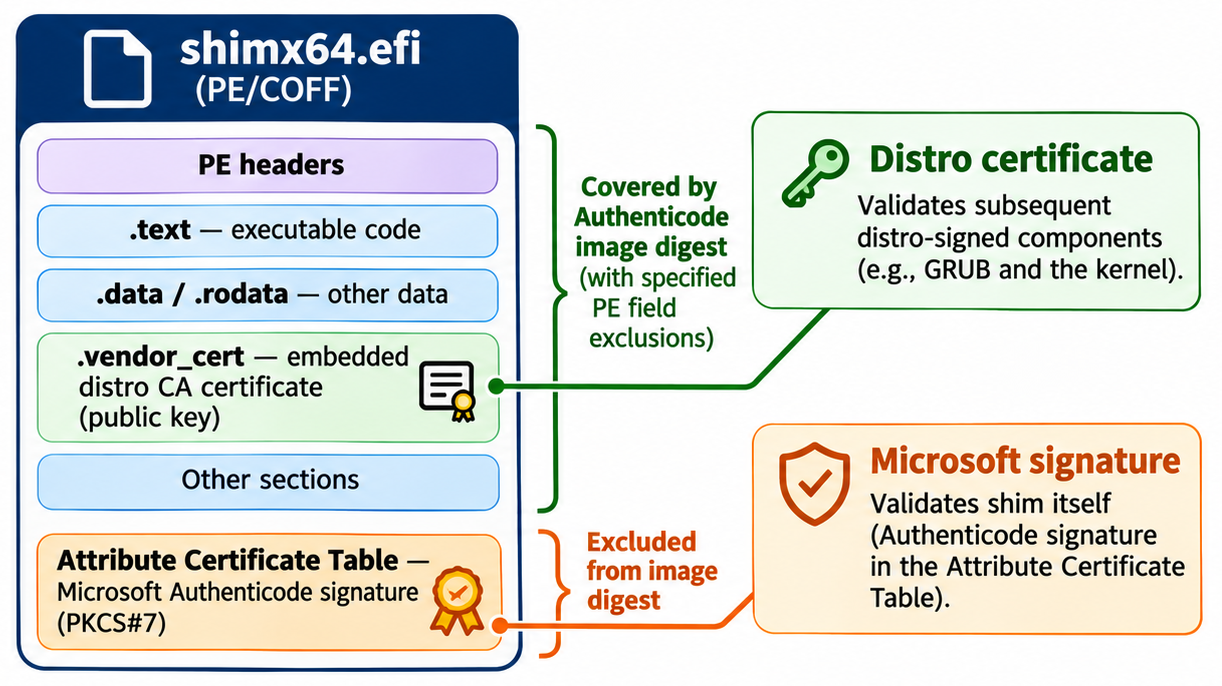 shimx64.efi
(PE/COFF)
PE headers
.text — executable code
.data / .rodata — other data
.vendor_cert — embedded
distro CA certificate
(public key)
Other sections
Attribute Certificate Table —
Microsoft Authenticode signature
(PKCS#7)
Covered by
Authenticode
image digest
(with specified
PE field
exclusions)
Excluded
from image
digest
Distro certificate
Validates subsequent
distro-signed components
(e.g., GRUB and the kernel).
Microsoft signature
Validates shim itself
(Authenticode signature
in the Attribute Certificate
Table).